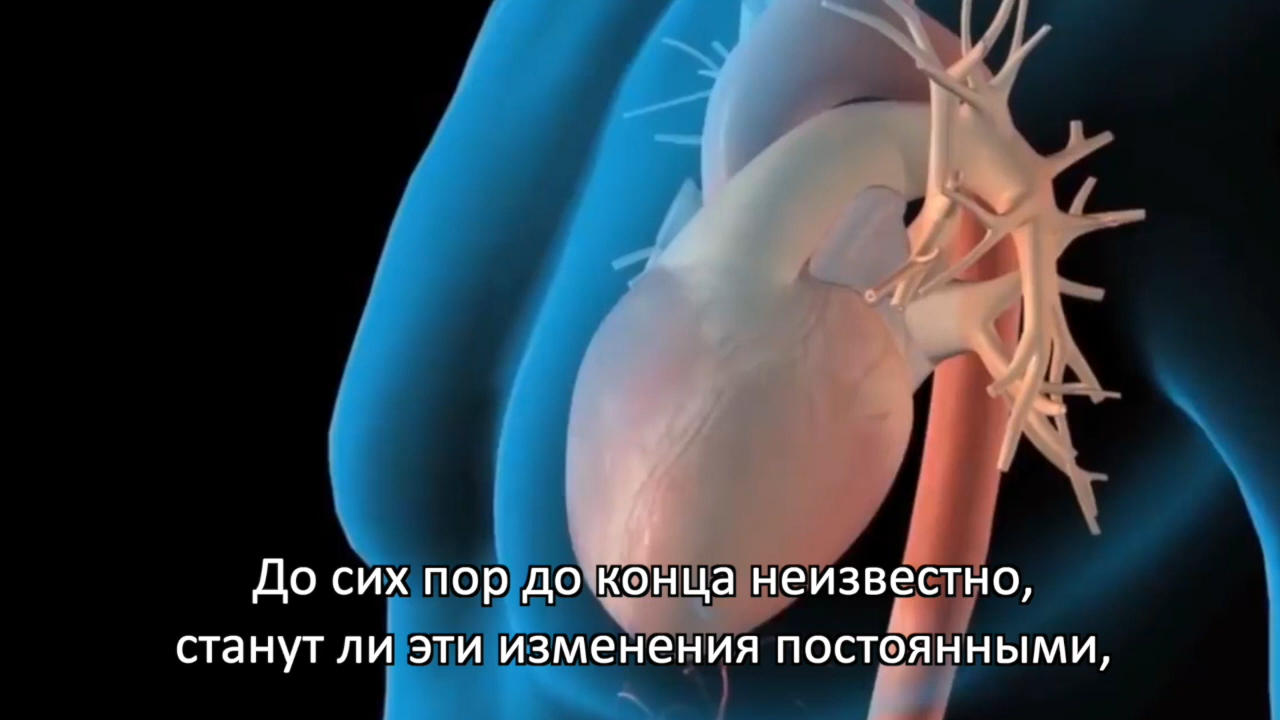 До сих пор до конца неизвестно,
станут ли эти изменения постоянными,